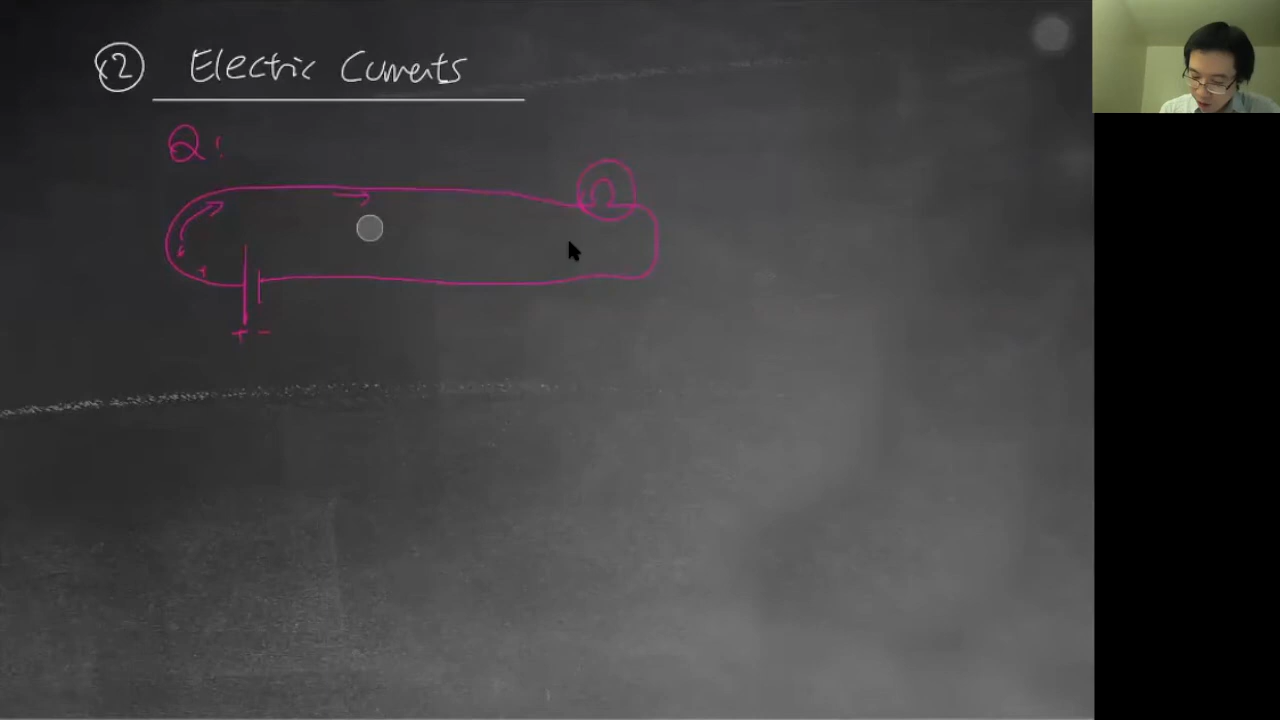 ② Electric Currents
Q:
+
+ -